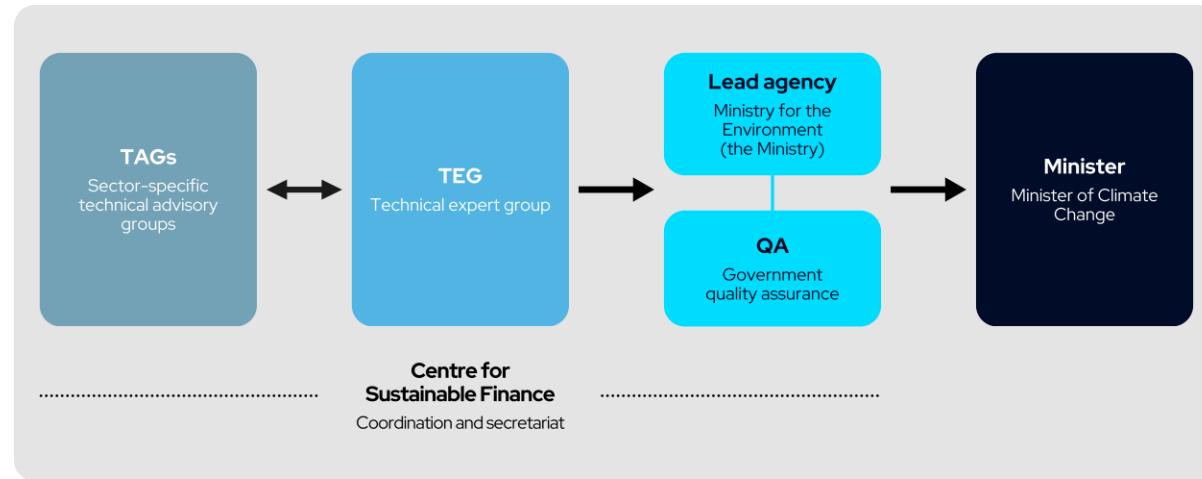 TAGs
Sector-specific
technical advisory
groups
TEG
Technical expert group
Lead agency
Ministry for the
Environment
(the Ministry)
QA
Government
quality assurance
Minister
Minister of Climate
Change
Centre for
Sustainable Finance
Coordination and secretariat